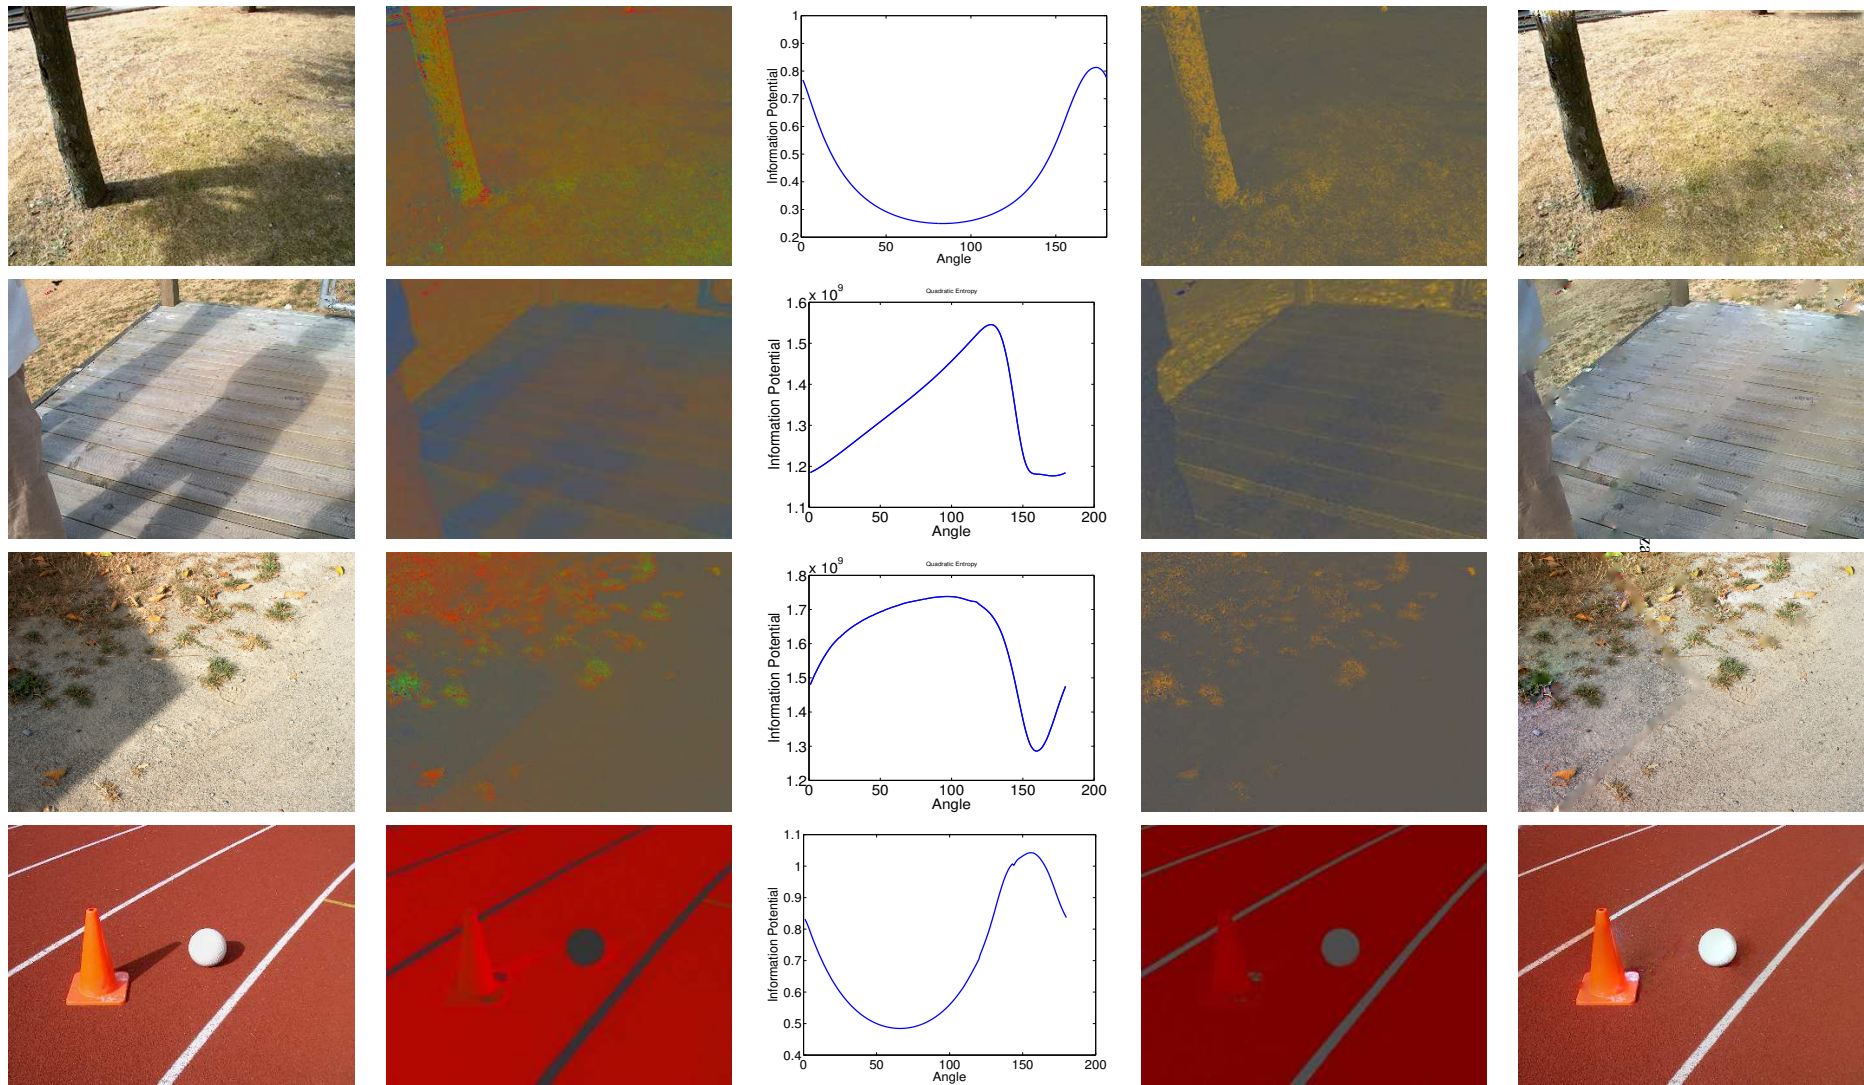 1
0.9
0.8
0.7
0.6
0.5
0.4
0.3
0.2
0 50 100 150
Angle
Information Potential
x 10^9
Quadratic Entropy
1.6
1.5
1.4
1.3
1.2
1.1
0 50 100 150 200
Angle
Information Potential
za
x 10^9
Quadratic Entropy
1.8
1.7
1.6
1.5
1.4
1.3
1.2
0 50 100 150 200
Angle
Information Potential
1.1
1
0.9
0.8
0.7
0.6
0.5
0.4
0 50 100 150 200
Angle
Information Potential